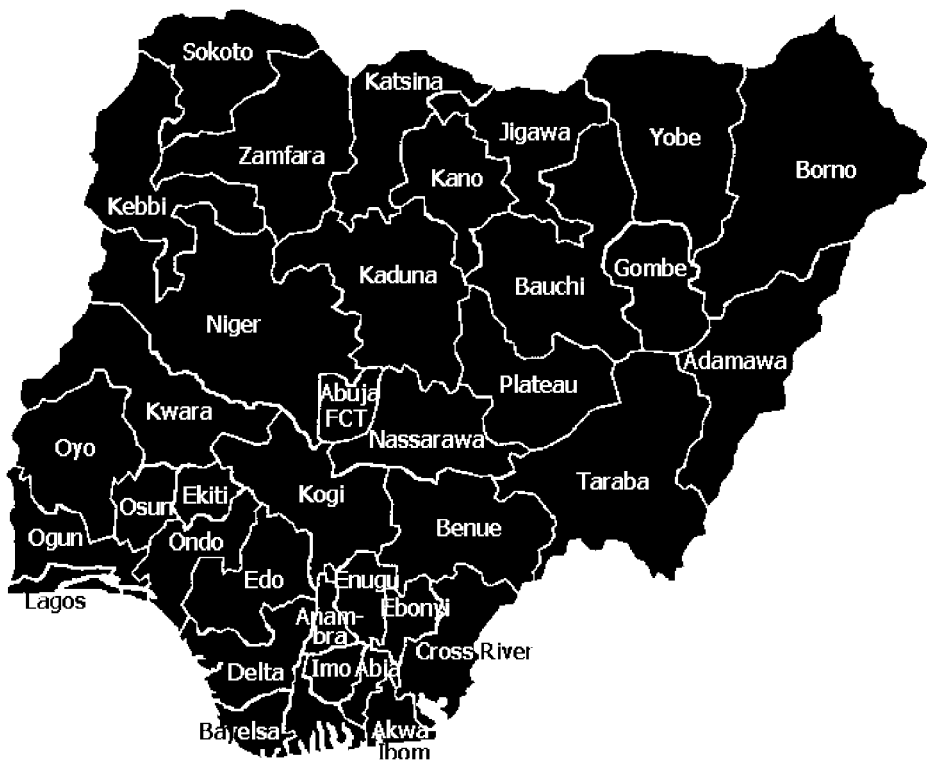 Sokoto
Katsina
Jigawa
Yobe
Zamfara
Borno
Kano
Kebbi
Gombe
Kaduna
Bauchi
Niger
Adamawa
Plateau
Abuja
FCT
Kwara
Nassarawa
Oyo
Taraba
Ekiti
Kogi
Osun
Benue
Ogun
Ondo
Edo
Enugu
Lagos
Ebonyi
Anam-
bra
Cross River
Delta
Imo
Abia
Bayelsa
Akwa
Ibom